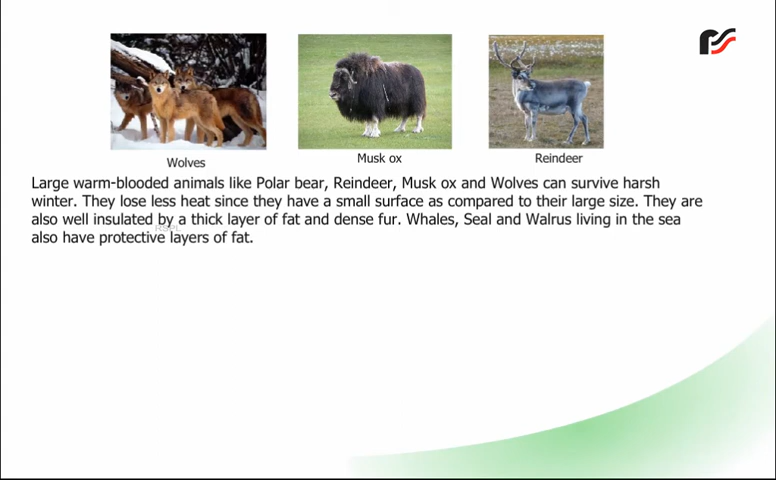 Wolves
Musk ox
Reindeer
Large warm-blooded animals like Polar bear, Reindeer, Musk ox and Wolves can survive harsh
winter. They lose less heat since they have a small surface as compared to their large size. They are
also well insulated by a thick layer of fat and dense fur. Whales, Seal and Walrus living in the sea
also have protective layers of fat.
RSPL